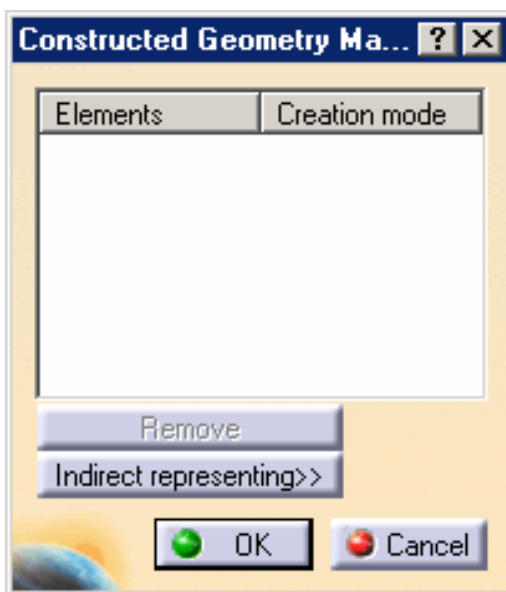 Constructed Geometry Ma... ? ×
Elements Creation mode
Remove
Indirect representing>>
OK Cancel